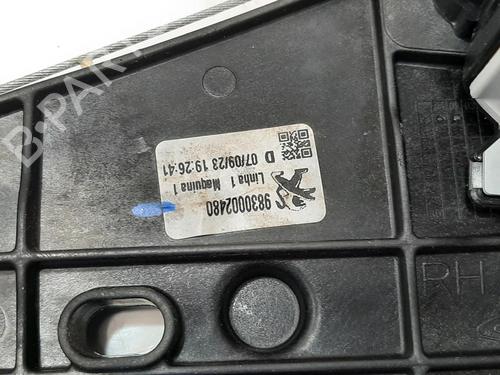 9830002480
Linha 1 Maquina 1
D 07/09/23 19:26:41
RH
B-PARTS